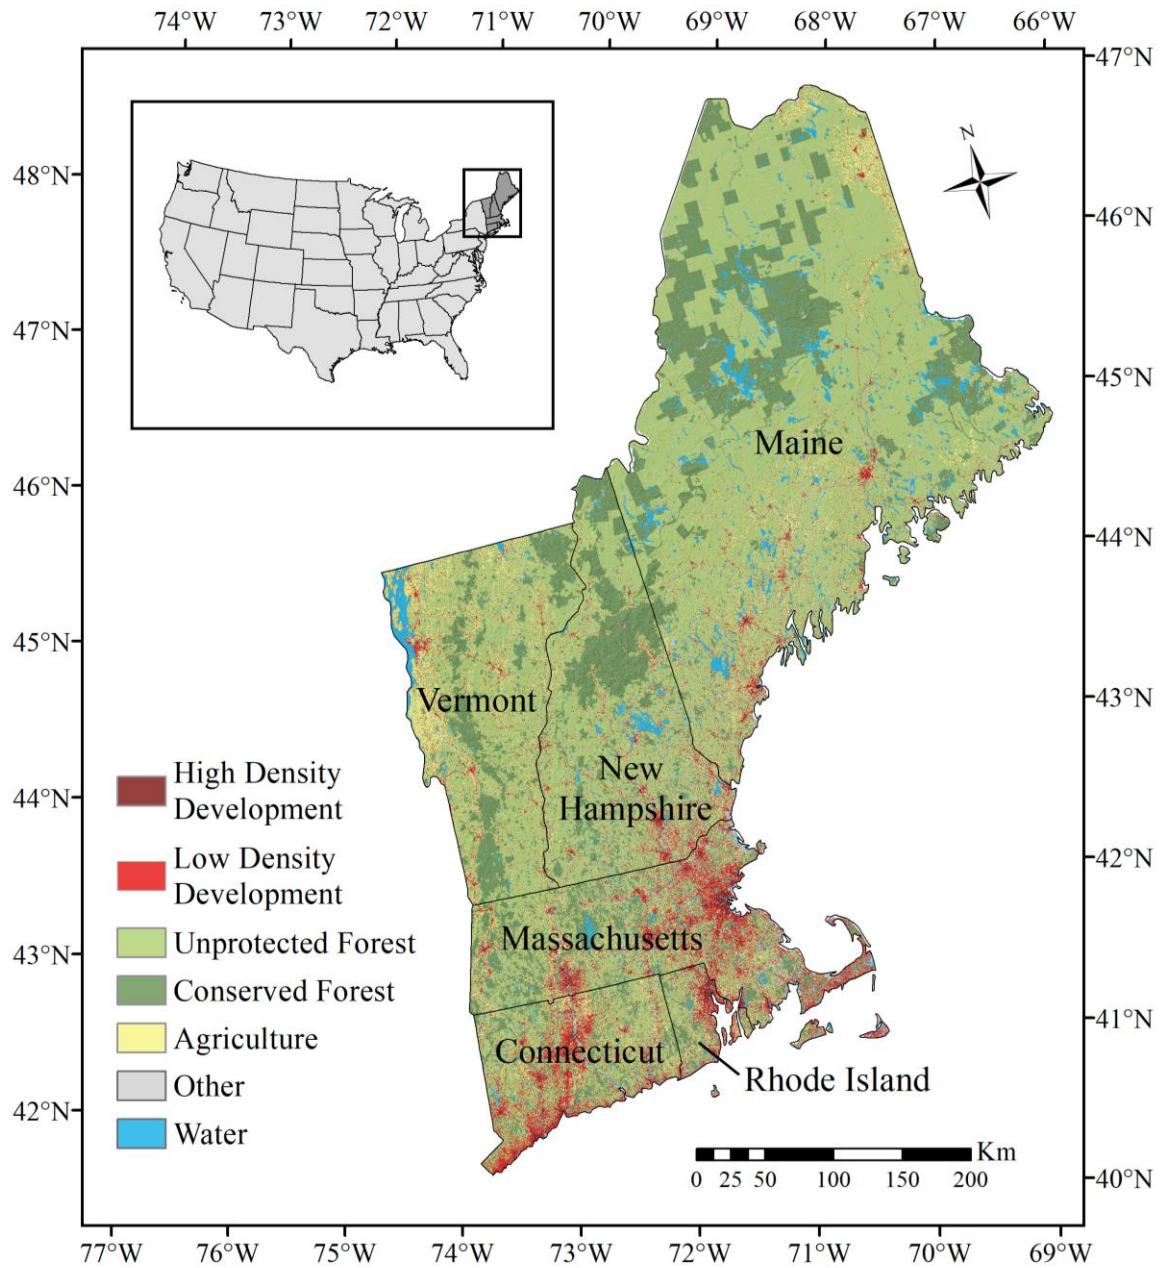 74°W 73°W 72°W 71°W 70°W 69°W 68°W 67°W 66°W
47°N
N
48°N
46°N
47°N
45°N
Maine
46°N
44°N
45°N
43°N
Vermont
New
Hampshire
High Density
Development
44°N
42°N
Low Density
Development
Unprotected Forest
Massachusetts
43°N
Conserved Forest
41°N
Agriculture
Connecticut
Rhode Island
Other
42°N
Water
Km
0 25 50 100 150 200
40°N
77°W 76°W 75°W 74°W 73°W 72°W 71°W 70°W 69°W